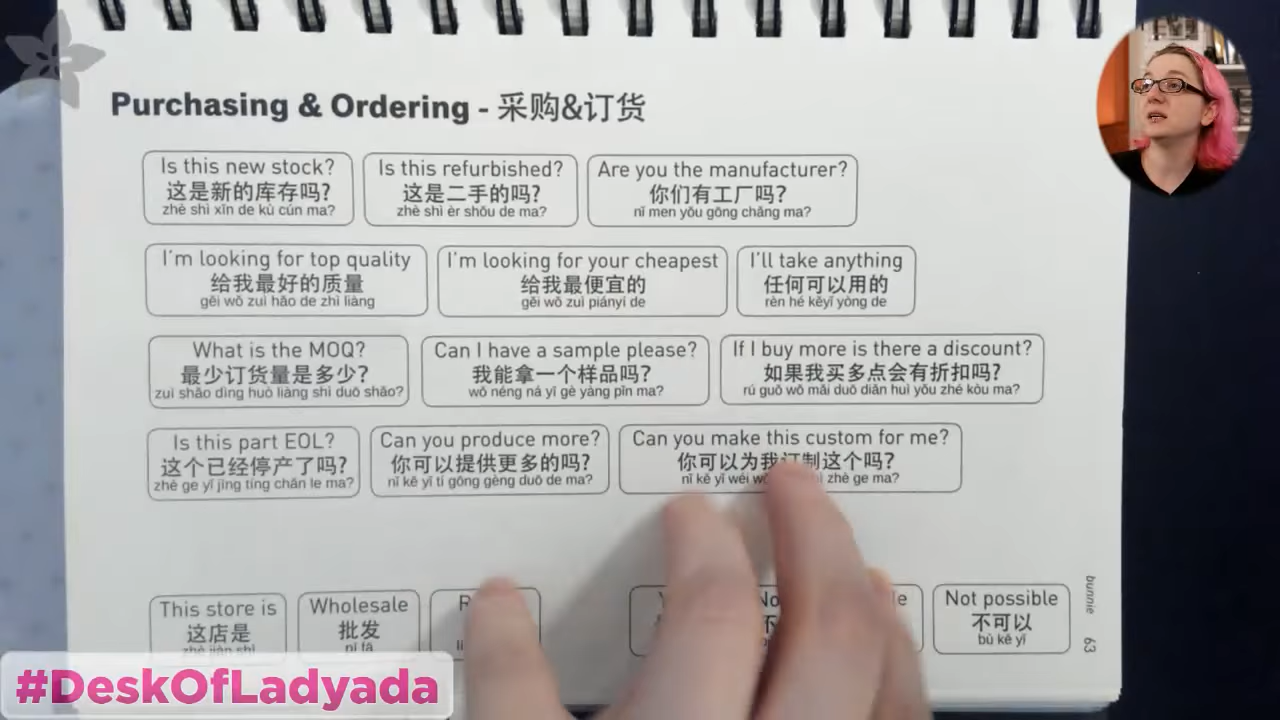 Purchasing & Ordering - 采购&订货
Is this new stock?
这是新的库存吗?
zhè shì xīn de kù cún ma?
Is this refurbished?
这是二手的吗?
zhè shì èr shǒu de ma?
Are you the manufacturer?
你们有工厂吗?
nǐ men yǒu gōng chǎng ma?
I'm looking for top quality
给我最好的质量
gěi wǒ zuì hǎo de zhì liàng
I'm looking for your cheapest
给我最便宜的
gěi wǒ zuì piányí de
I'll take anything
任何可以用的
rèn hé kěyǐ yòng de
What is the MOQ?
最少订货量是多少?
zuì shǎo dìng huò liàng shì duō shǎo?
Can I have a sample please?
我能拿一个样品吗?
wǒ néng ná yī gè yàng pǐn ma?
If I buy more is there a discount?
如果我买多点会有折扣吗?
rú guǒ wǒ mǎi duō diǎn huì yǒu zhé kòu ma?
Is this part EOL?
这个已经停产了吗?
zhè ge yǐ jīng tíng chǎn le ma?
Can you produce more?
你可以提供更多的吗?
nǐ kě yǐ tí gōng gèng duō de ma?
Can you make this custom for me?
你可以为我订制这个吗?
nǐ kě yǐ wéi zhè ge ma?
This store is
这店是
zhè jiàn shì
Wholesale
批发
pī fā
Not possible
不可以
bù kě yǐ
bunnie 63
#DeskOfLadyada